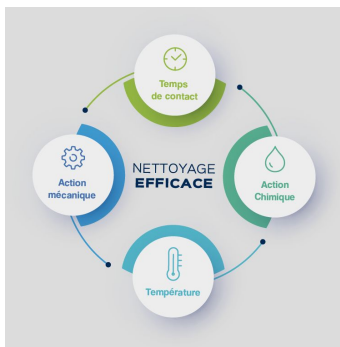 Temps
de contact
Action
mécanique
NETTOYAGE
EFFICACE
Action
Chimique
Température